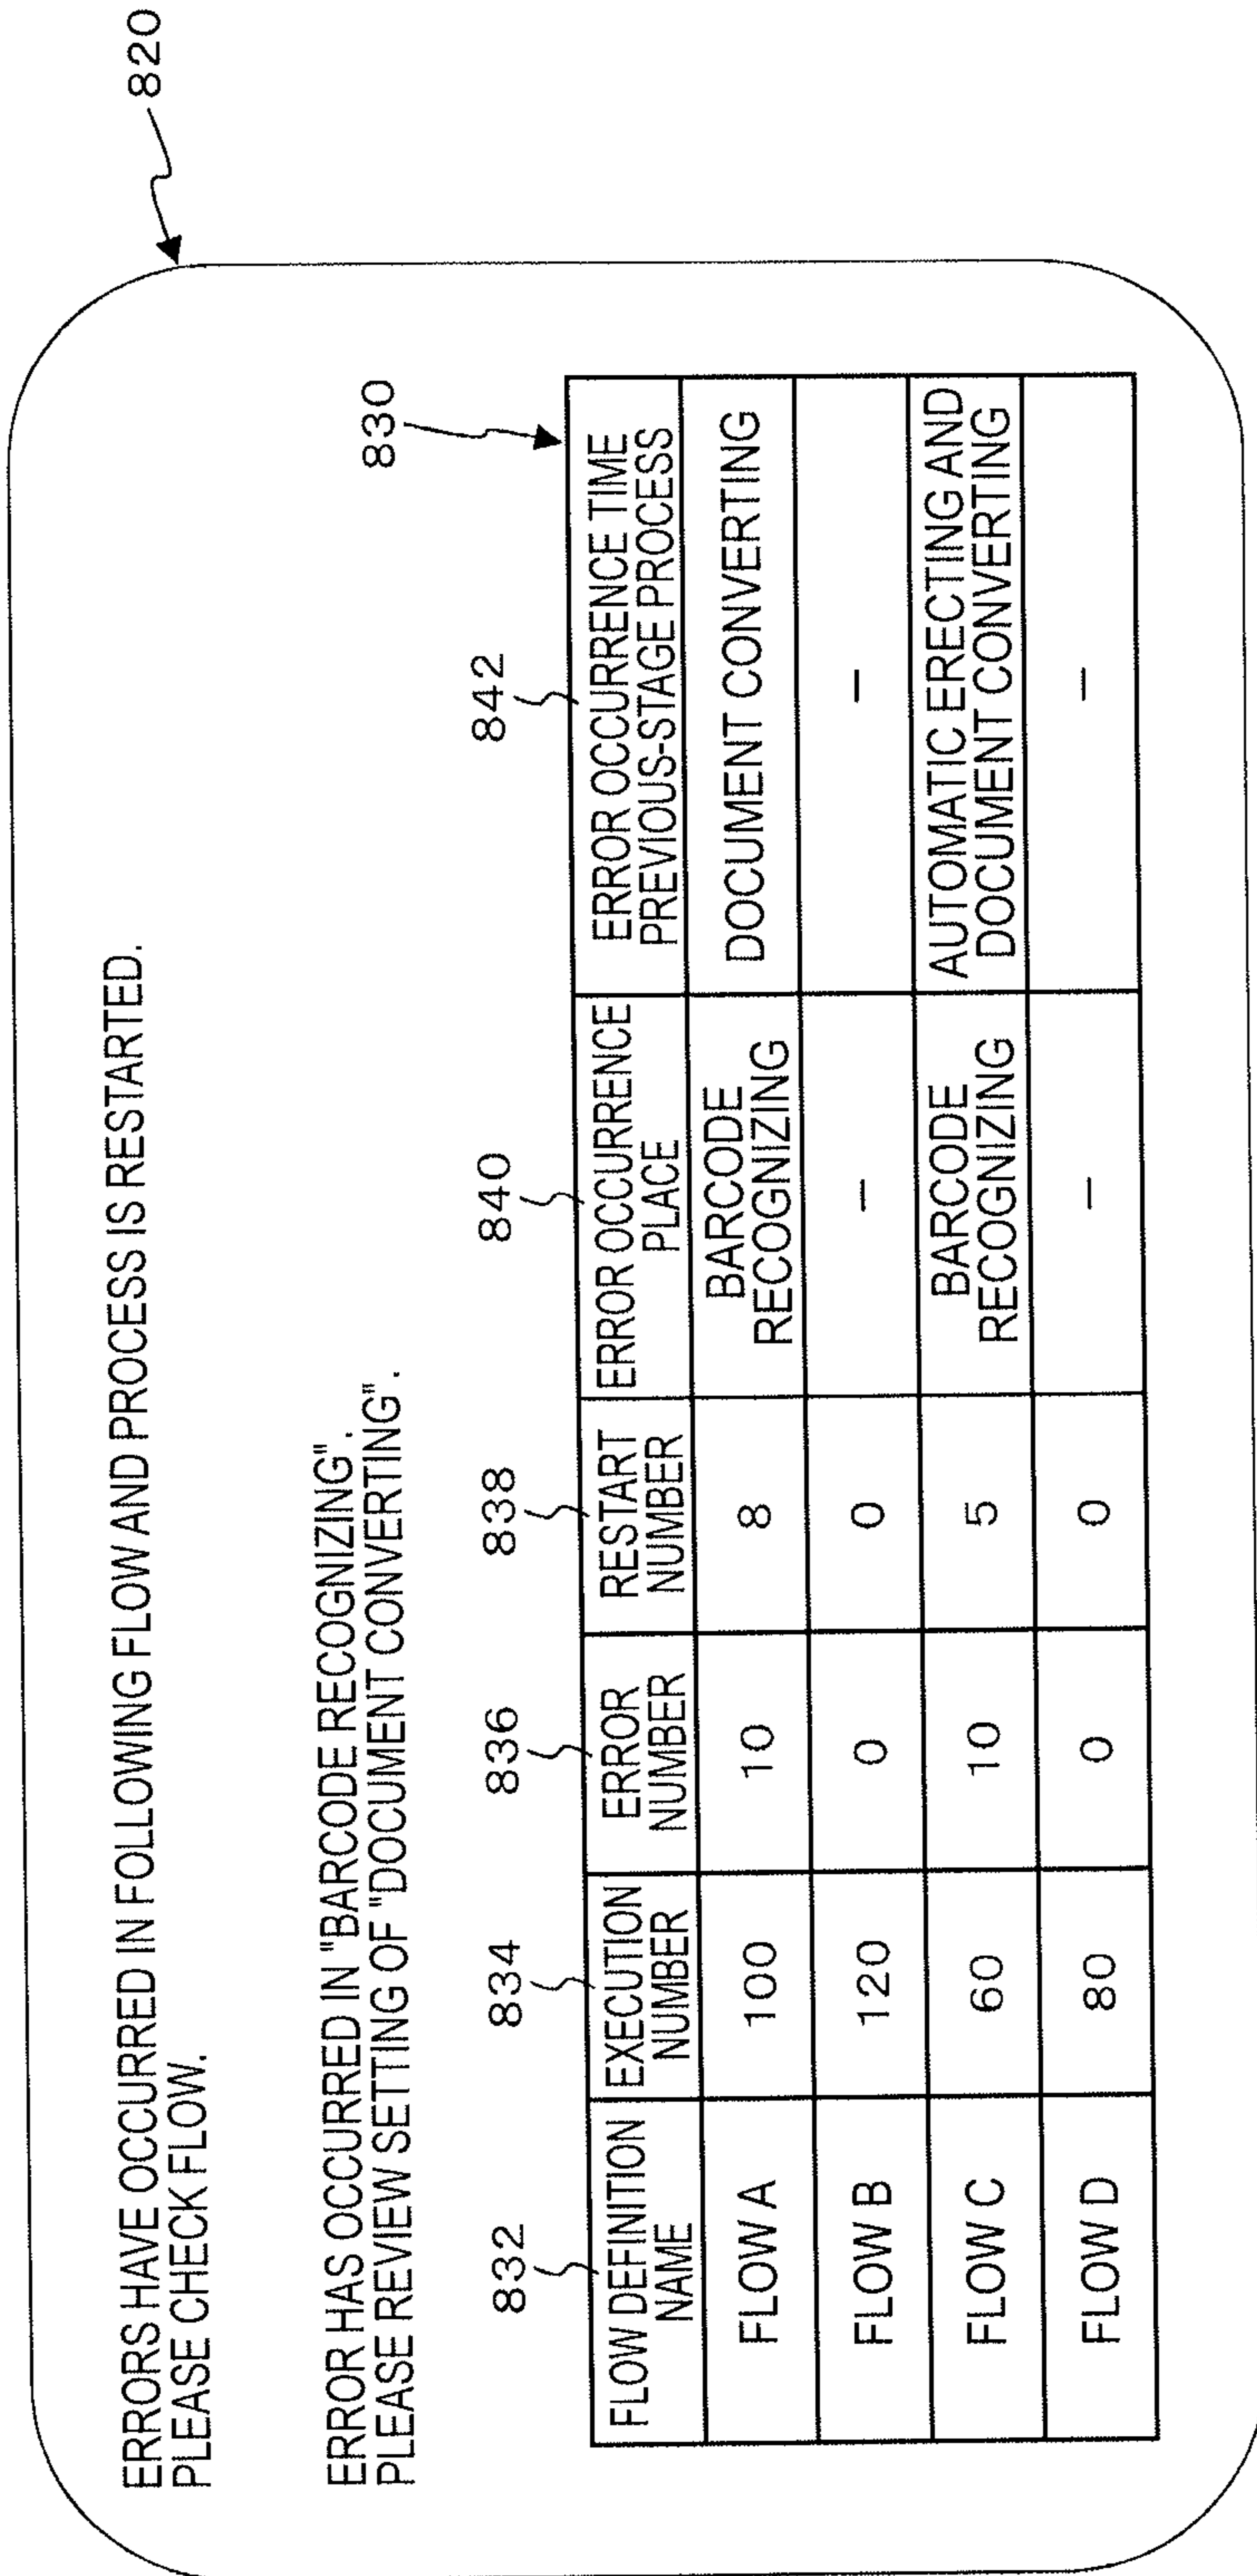 820
ERRORS HAVE OCCURRED IN FOLLOWING FLOW AND PROCESS IS RESTARTED.
PLEASE CHECK FLOW.
ERROR HAS OCCURRED IN "BARCODE RECOGNIZING".
PLEASE REVIEW SETTING OF "DOCUMENT CONVERTING".
830
832 834 836 838 840 842
FLOW DEFINITION NAME EXECUTION NUMBER ERROR NUMBER RESTART NUMBER ERROR OCCURRENCE PLACE ERROR OCCURRENCE TIME PREVIOUS-STAGE PROCESS
FLOW A 100 10 8 BARCODE RECOGNIZING DOCUMENT CONVERTING
FLOW B 120 0 0 – –
FLOW C 60 10 5 BARCODE RECOGNIZING AUTOMATIC ERECTING AND DOCUMENT CONVERTING
FLOW D 80 0 0 – –